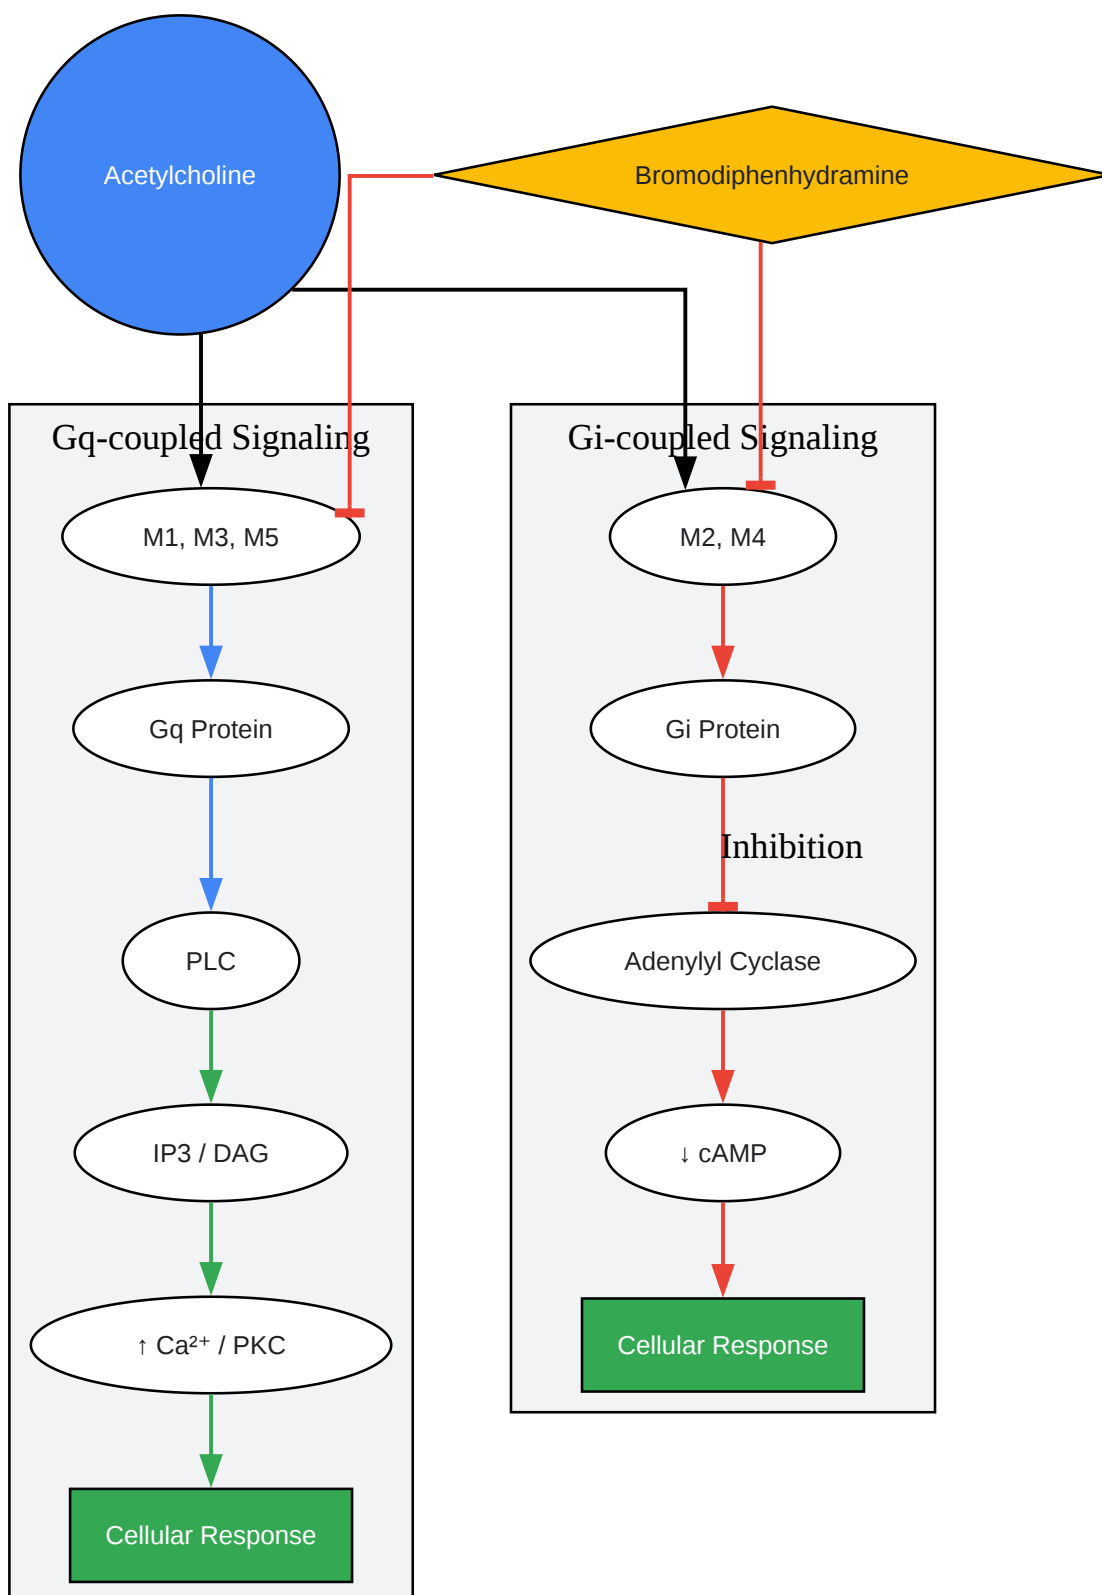 Acetylcholine
Bromodiphenhydramine
Gq-coupled Signaling
M1, M3, M5
Gq Protein
PLC
IP3 / DAG
↑ Ca²⁺ / PKC
Cellular Response
Gi-coupled Signaling
M2, M4
Gi Protein
Inhibition
Adenylyl Cyclase
↓ cAMP
Cellular Response